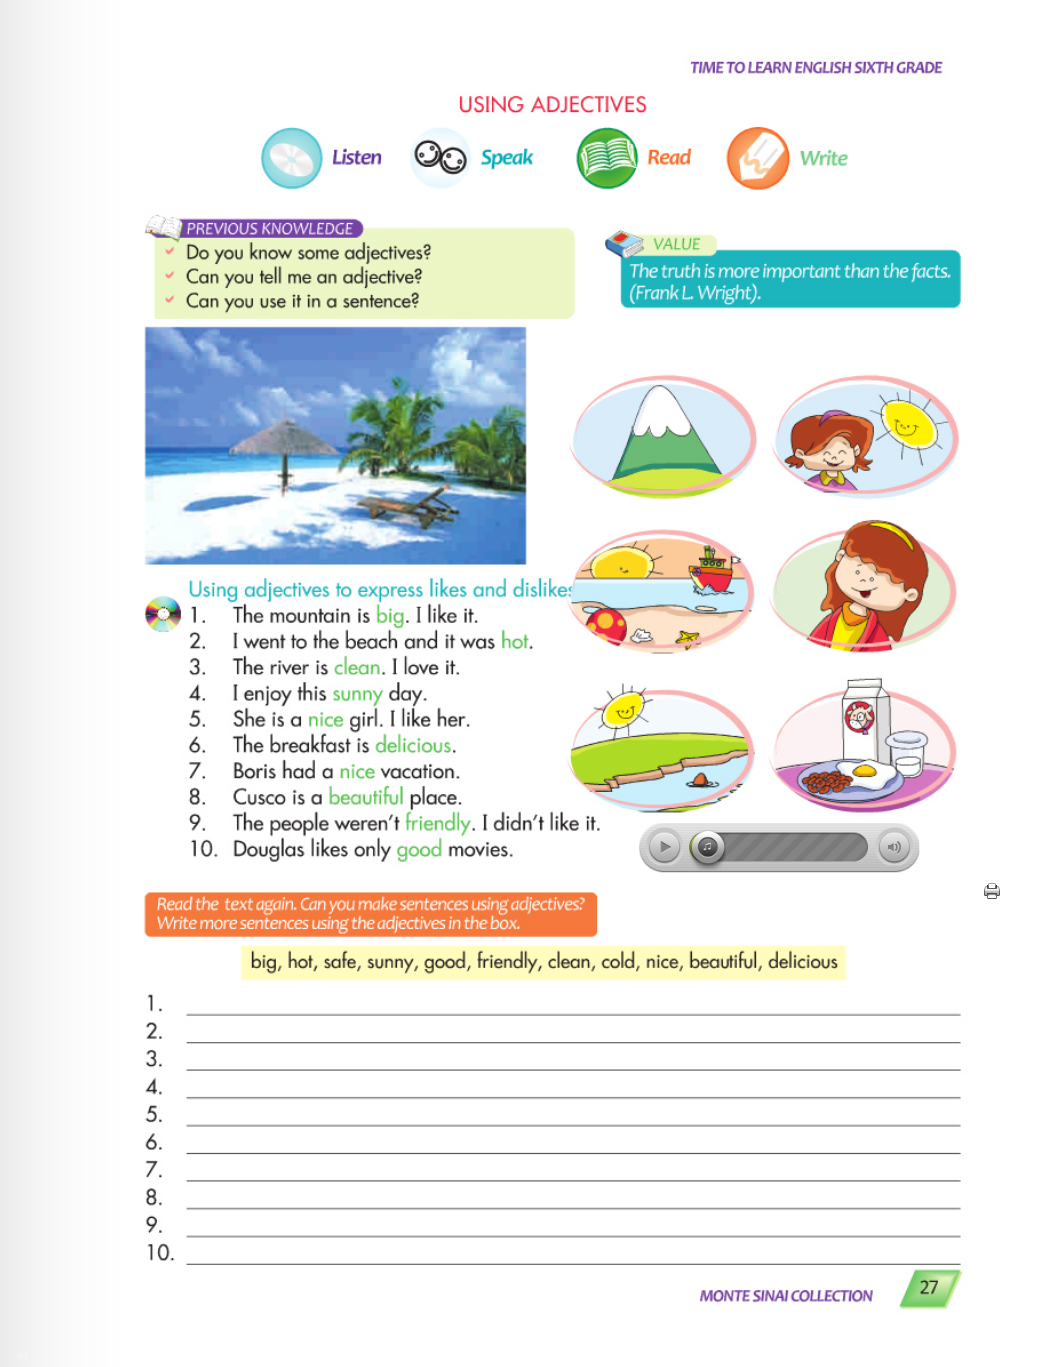 TIME TO LEARN ENGLISH SIXTH GRADE
USING ADJECTIVES
Listen
Speak
Read
Write
PREVIOUS KNOWLEDGE
Do you know some adjectives?
Can you tell me an adjective?
Can you use it in a sentence?
VALUE
The truth is more important than the facts.
(Frank L. Wright).
Using adjectives to express likes and dislikes
1. The mountain is big. I like it.
2. I went to the beach and it was hot.
3. The river is clean. I love it.
4. I enjoy this sunny day.
5. She is a nice girl. I like her.
6. The breakfast is delicious.
7. Boris had a nice vacation.
8. Cusco is a beautiful place.
9. The people weren't friendly. I didn't like it.
10. Douglas likes only good movies.
Read the text again. Can you make sentences using adjectives?
Write more sentences using the adjectives in the box.
big, hot, safe, sunny, good, friendly, clean, cold, nice, beautiful, delicious
1.
2.
3.
4.
5.
6.
7.
8.
9.
10.
MONTE SINAI COLLECTION
27